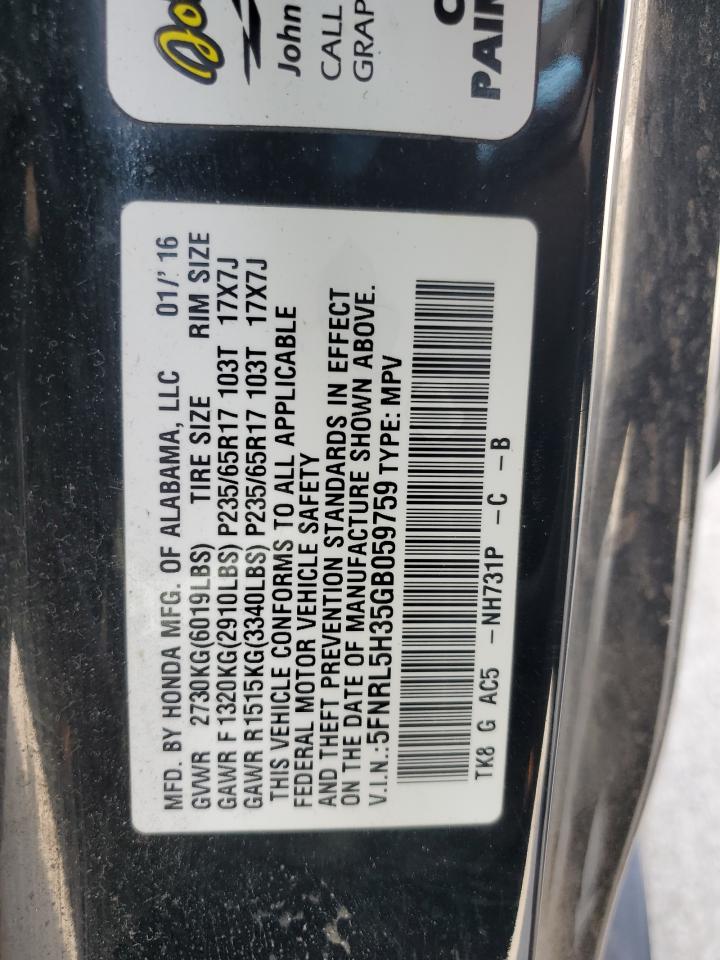 John
CALL
GRAP
PAIN
MFD. BY HONDA MFG. OF ALABAMA, LLC 01/' 16
GVWR 2730KG(6019LBS) TIRE SIZE RIM SIZE
GAWR F 1320KG(2910LBS) P235/65R17 103T 17X7J
GAWR R1515KG(3340LBS) P235/65R17 103T 17X7J
THIS VEHICLE CONFORMS TO ALL APPLICABLE
FEDERAL MOTOR VEHICLE SAFETY
AND THEFT PREVENTION STANDARDS IN EFFECT
ON THE DATE OF MANUFACTURE SHOWN ABOVE.
V.I.N.:5FNRL5H35GB059759 TYPE: MPV
TK8 G AC5 -NH731P -C -B